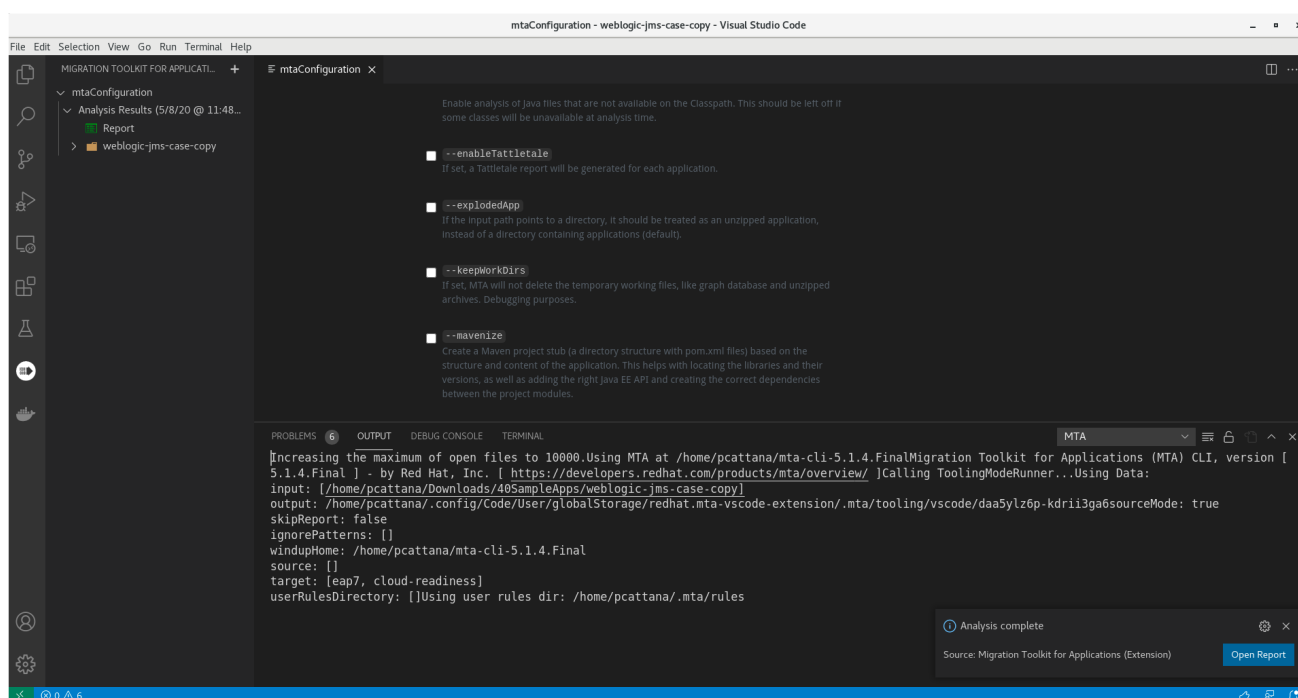 mtaConfiguration - weblogic-jms-case-copy - Visual Studio Code
File Edit Selection View Go Run Terminal Help
MIGRATION TOOLKIT FOR APPLICATI...
mtaConfiguration
mtaConfiguration
Analysis Results (5/8/20 @ 11:48...
Report
weblogic-jms-case-copy
Enable analysis of Java files that are not available on the Classpath. This should be left off if
some classes will be unavailable at analysis time.
--enableTattletale
If set, a Tattletale report will be generated for each application.
--explodedApp
If the input path points to a directory, it should be treated as an unzipped application,
instead of a directory containing applications (default).
--keepWorkDirs
If set, MTA will not delete the temporary working files, like graph database and unzipped
archives. Debugging purposes.
--mavenize
Create a Maven project stub (a directory structure with pom.xml files) based on the
structure and content of the application. This helps with locating the libraries and their
versions, as well as adding the right Java EE API and creating the correct dependencies
between the project modules.
PROBLEMS 6 OUTPUT DEBUG CONSOLE TERMINAL MTA
Increasing the maximum of open files to 10000.Using MTA at /home/pcattana/mta-cli-5.1.4.FinalMigration Toolkit for Applications (MTA) CLI, version [
5.1.4.Final ] - by Red Hat, Inc. [ https://developers.redhat.com/products/mta/overview/ ]Calling ToolingModeRunner...Using Data:
input: [/home/pcattana/Downloads/40SampleApps/weblogic-jms-case-copy]
output: /home/pcattana/.config/Code/User/globalStorage/redhat.mta-vscode-extension/.mta/tooling/vscode/daa5ylz6p-kdrii3ga6sourceMode: true
skipReport: false
ignorePatterns: []
windupHome: /home/pcattana/mta-cli-5.1.4.Final
source: []
target: [eap7, cloud-readiness]
userRulesDirectory: []Using user rules dir: /home/pcattana/.mta/rules
Analysis complete
Source: Migration Toolkit for Applications (Extension)
Open Report
0 6